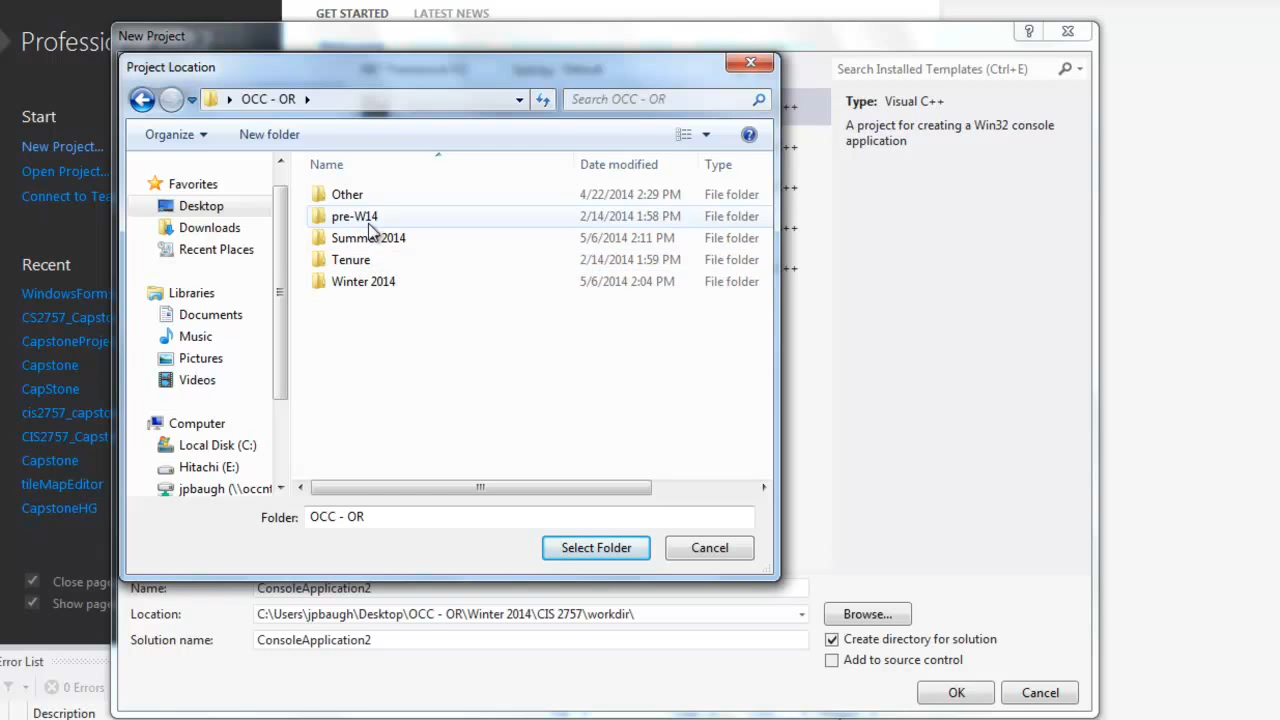 GET STARTED
LATEST NEWS
Professi
New Project
Project Location
OCC - OR
Search OCC - OR
Search Installed Templates (Ctrl+E)
Organize
New folder
Type: Visual C++
A project for creating a Win32 console
application
Start
New Project...
Open Project...
Connect to Tea
Recent
WindowsForm
CS2757_Capst
CapstoneProje
Capstone
CapStone
cis2757_capsto
CIS2757_Capst
Capstone
tileMapEditor
CapstoneHG
Favorites
Desktop
Downloads
Recent Places
Libraries
Documents
Music
Pictures
Videos
Computer
Local Disk (C:)
Hitachi (E:)
jpbaugh (\\occnt
Name Date modified Type
Other 4/22/2014 2:29 PM File folder
pre-W14 2/14/2014 1:58 PM File folder
Summer 2014 5/6/2014 2:11 PM File folder
Tenure 2/14/2014 1:59 PM File folder
Winter 2014 5/6/2014 2:04 PM File folder
++
++
++
++
++
Folder: OCC - OR
Select Folder
Cancel
Close page
Show page
Name: ConsoleApplication2
Location: C:\Users\jpbaugh\Desktop\OCC - OR\Winter 2014\CIS 2757\workdir\
Browse...
Solution name: ConsoleApplication2
Create directory for solution
Add to source control
OK
Cancel
Error List
0 Errors
Description